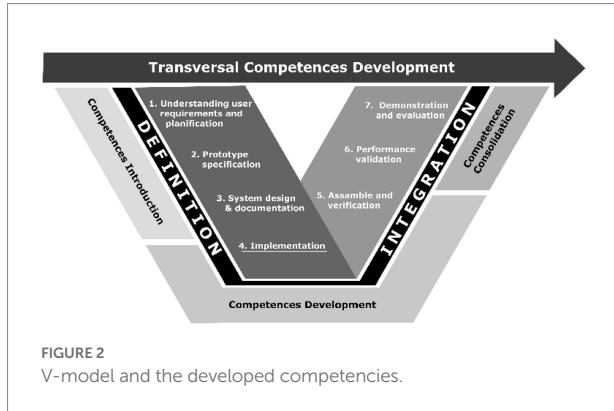 Transversal Competences Development
Competences Introduction
DEFINITION
1. Understanding user
requirements and
planification
2. Prototype
specification
3. System design
& documentation
4. Implementation
7. Demonstration
and evaluation
6. Performance
validation
5. Assamble and
verification
INTEGRATION
Competences
Consolidation
Competences Development
FIGURE 2
V-model and the developed competencies.